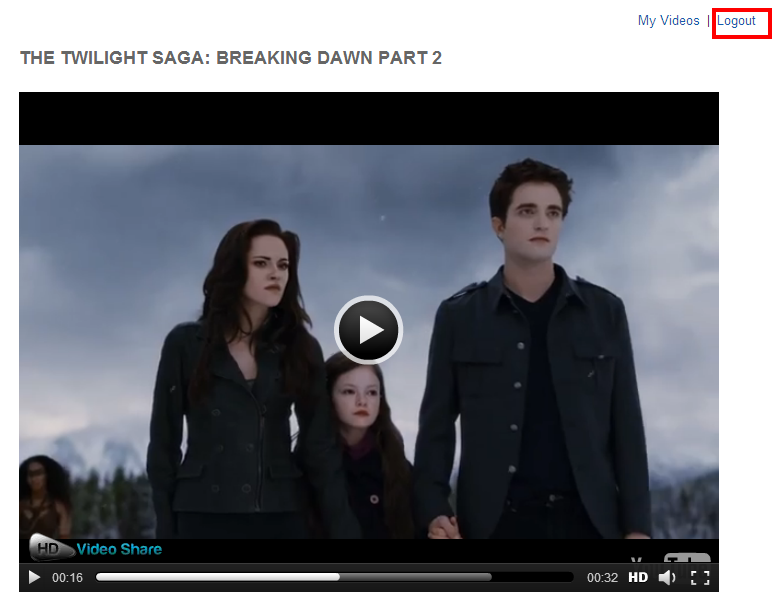 My Videos | Logout
THE TWILIGHT SAGA: BREAKING DAWN PART 2
HD Video Share
00:16 00:32 HD